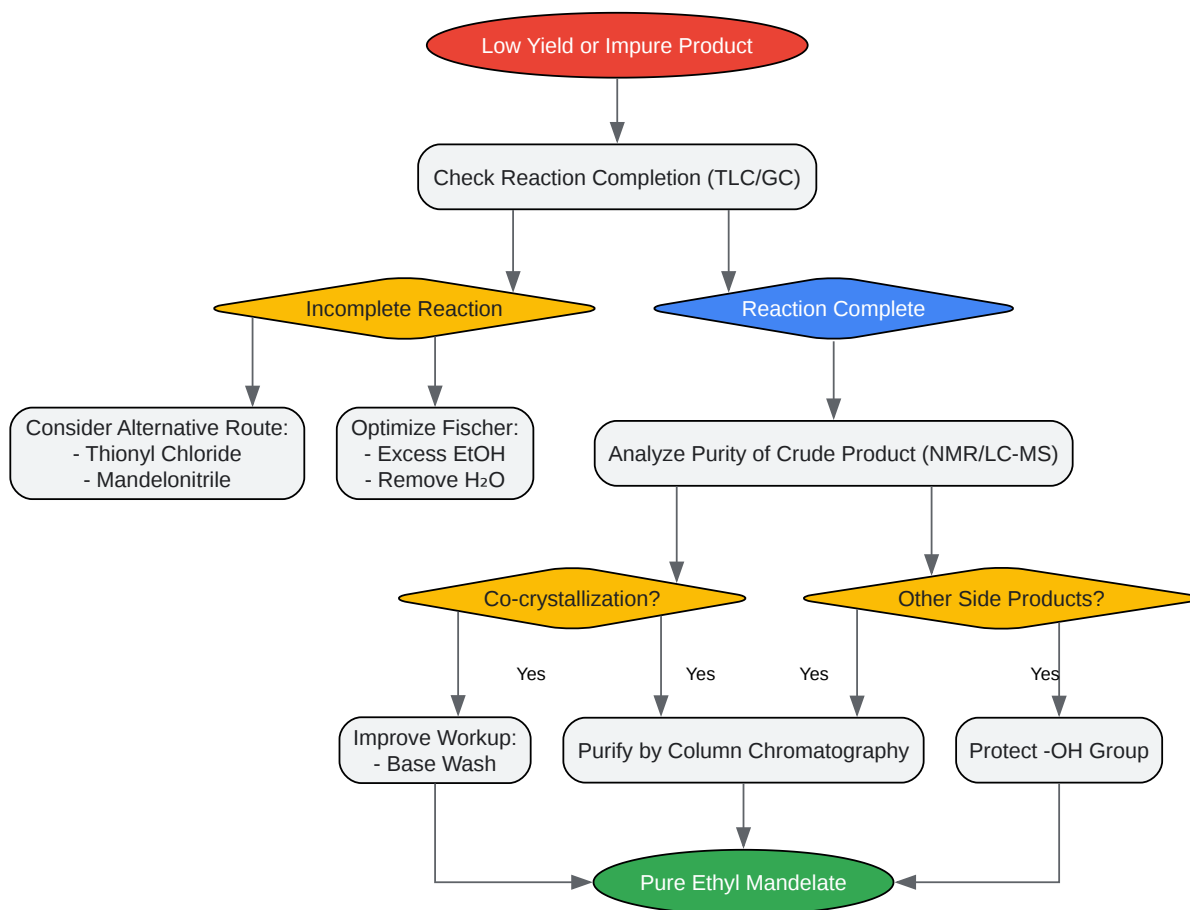 Low Yield or Impure Product
Check Reaction Completion (TLC/GC)
Incomplete Reaction
Reaction Complete
Consider Alternative Route:
- Thionyl Chloride
- Mandelonitrile
Optimize Fischer:
- Excess EtOH
- Remove H₂O
Analyze Purity of Crude Product (NMR/LC-MS)
Co-crystallization?
Other Side Products?
Yes
Yes
Yes
Yes
Improve Workup:
- Base Wash
Purify by Column Chromatography
Protect -OH Group
Pure Ethyl Mandelate